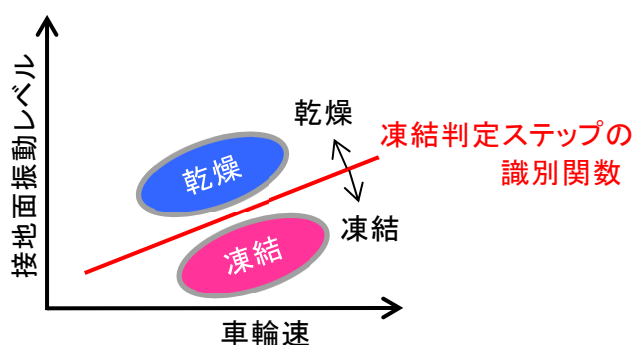 接地面振動レベル
乾燥
凍結判定ステップの
識別関数
乾燥
凍結
凍結
車輪速